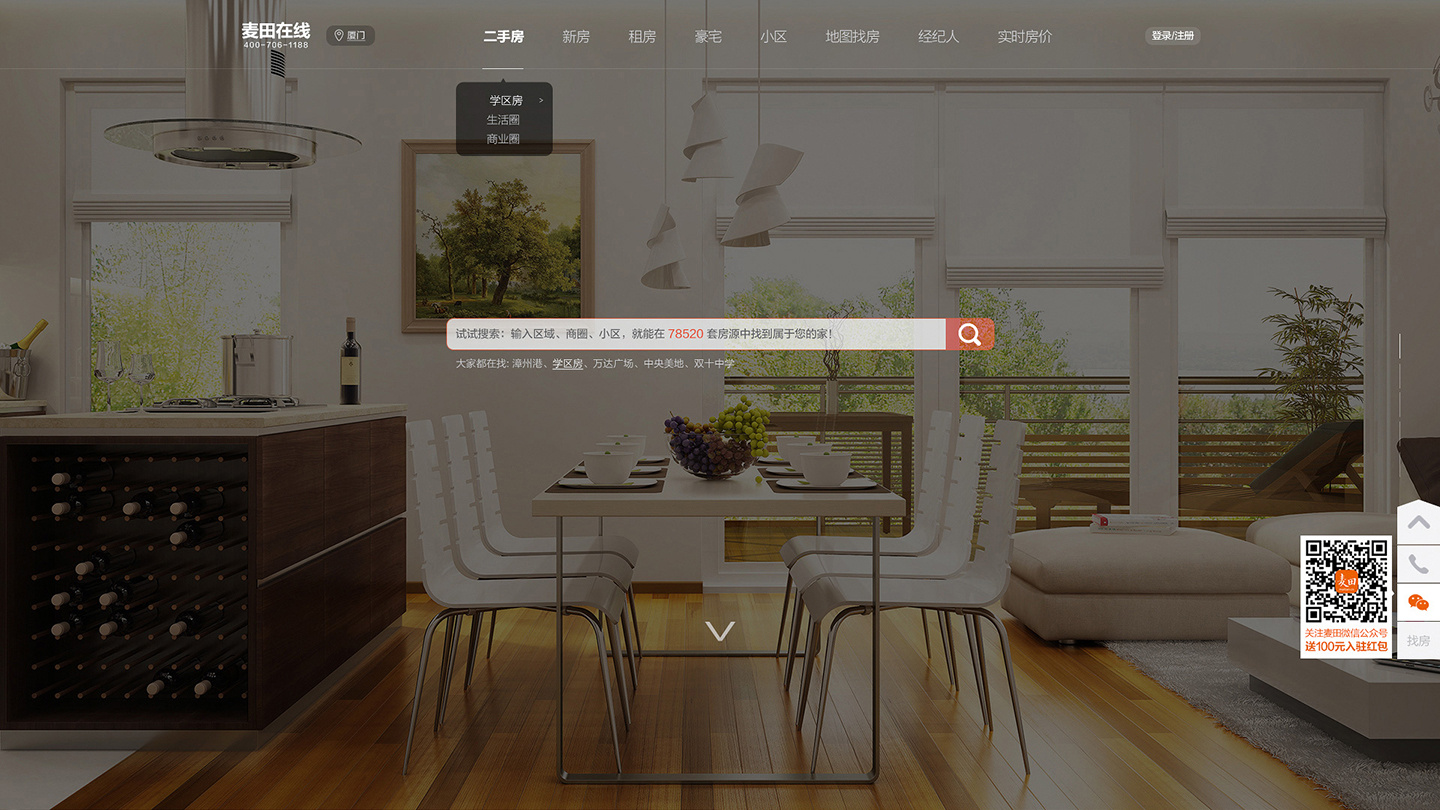 麦田在线
400-706-1188
厦门
二手房 新房 租房 豪宅 小区 地图找房 经纪人 实时房价
登录/注册
学区房 >
生活圈
商业圈
试试搜索：输入区域、商圈、小区，就能在 78520 套房源中找到属于您的家！
大家都在找: 漳州港、学区房、万达广场、中央美地、双十中学
麦田
关注麦田微信公众号
送100元入驻红包
找房